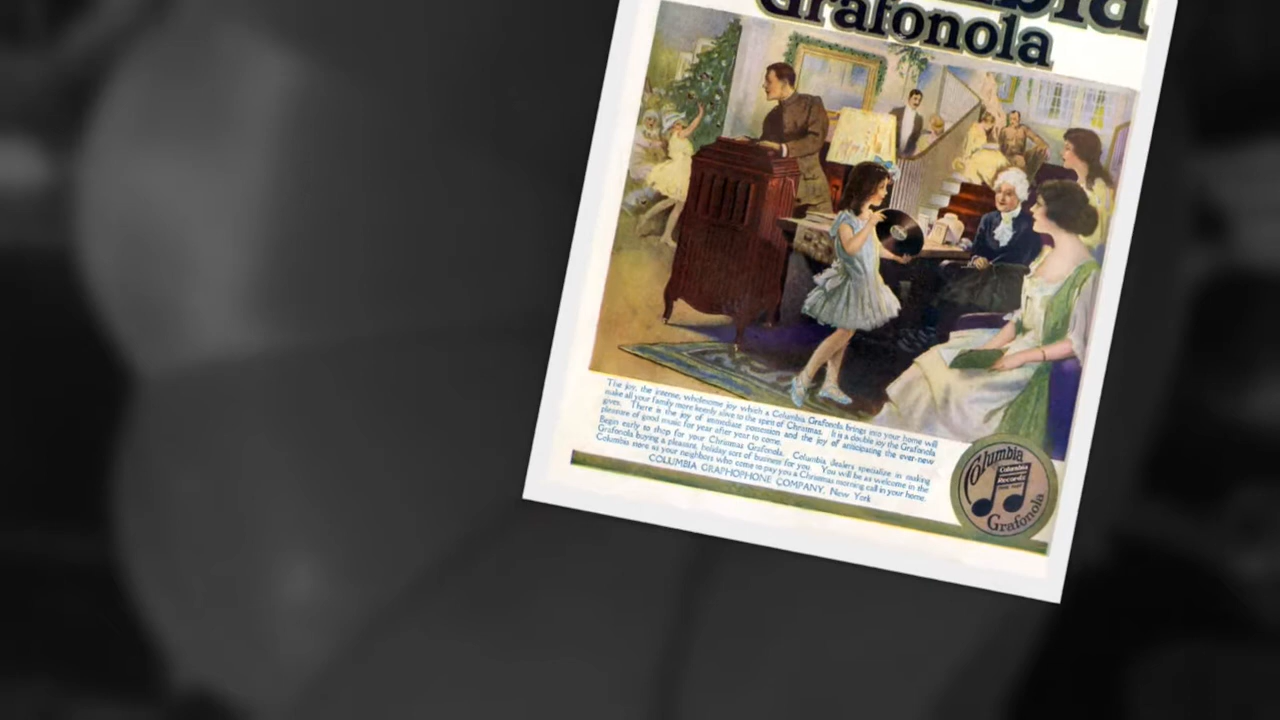 Grafonola
The joy, the intense, wholesome joy which a Columbia Grafonola brings into your home will
make all your family more keenly alive to the spirit of Christmas. It is a double joy the Grafonola
gives. There is the joy of immediate possession and the joy of anticipating the ever-new
pleasure of good music for year after year to come.
Begin early to shop for your Christmas Grafonola. Columbia dealers specialize in making
Grafonola buying a pleasant, holiday sort of business for you. You will be as welcome in the
Columbia store as your neighbors who come to pay you a Christmas morning call in your home.
COLUMBIA GRAPHOPHONE COMPANY, New York
Columbia
Columbia
Records
Grafonola